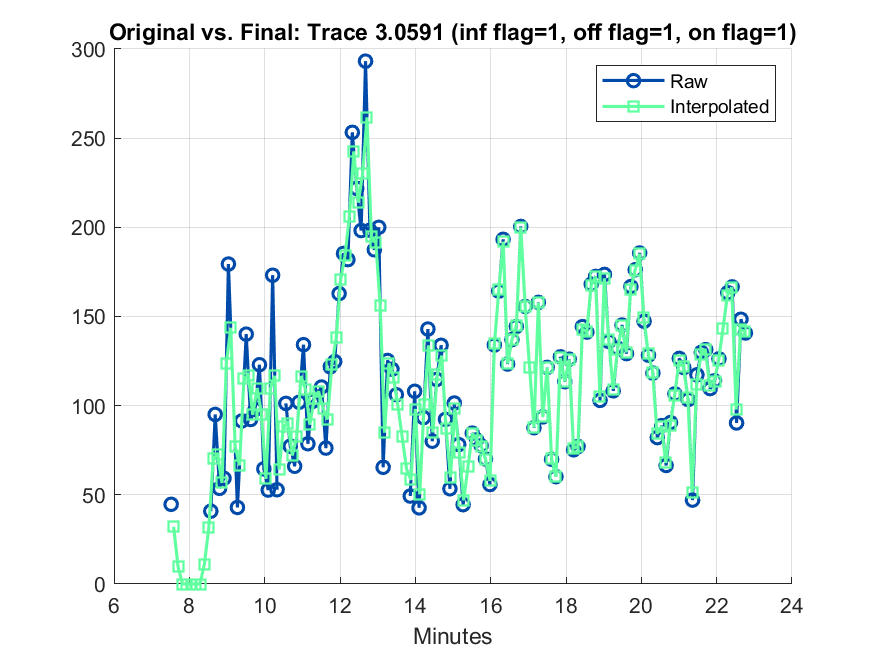 Original vs. Final: Trace 3.0591 (inf flag=1, off flag=1, on flag=1)
300
250
200
150
100
50
0
Raw
Interpolated
6 8 10 12 14 16 18 20 22 24
Minutes